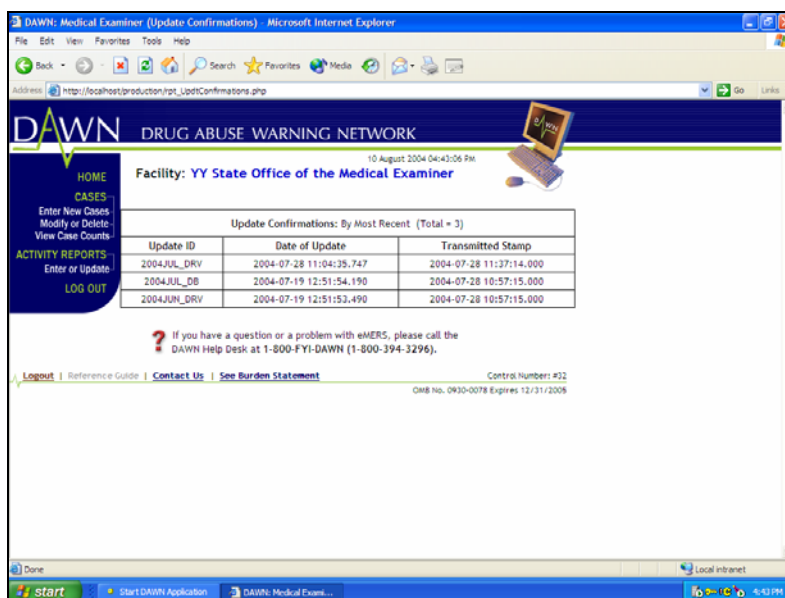 DAWN: Medical Examiner (Update Confirmations) - Microsoft Internet Explorer
File Edit View Favorites Tools Help
Back Search Favorites Media
Address http://localhost/production/rpt_UpdtConfirmations.php Go Links
DAWN DRUG ABUSE WARNING NETWORK
10 August 2004 04:43:06 PM
HOME
Facility: YY State Office of the Medical Examiner
CASES
Enter New Cases
Modify or Delete
View Case Counts
ACTIVITY REPORTS
Enter or Update
LOG OUT
Update Confirmations: By Most Recent (Total = 3)
Update ID Date of Update Transmitted Stamp
2004JUL_DRV 2004-07-28 11:04:35.747 2004-07-28 11:37:14.000
2004JUL_DB 2004-07-19 12:51:54.190 2004-07-28 10:57:15.000
2004JUN_DRV 2004-07-19 12:51:53.490 2004-07-28 10:57:15.000
? If you have a question or a problem with eMERS, please call the
DAWN Help Desk at 1-800-FYI-DAWN (1-800-394-3296).
Logout | Reference Guide | Contact Us | See Burden Statement
Control Number: #32
OMB No. 0930-0078 Expires 12/31/2005
Done Local intranet
start Start DAWN Application DAWN: Medical Exami... 4:43 PM